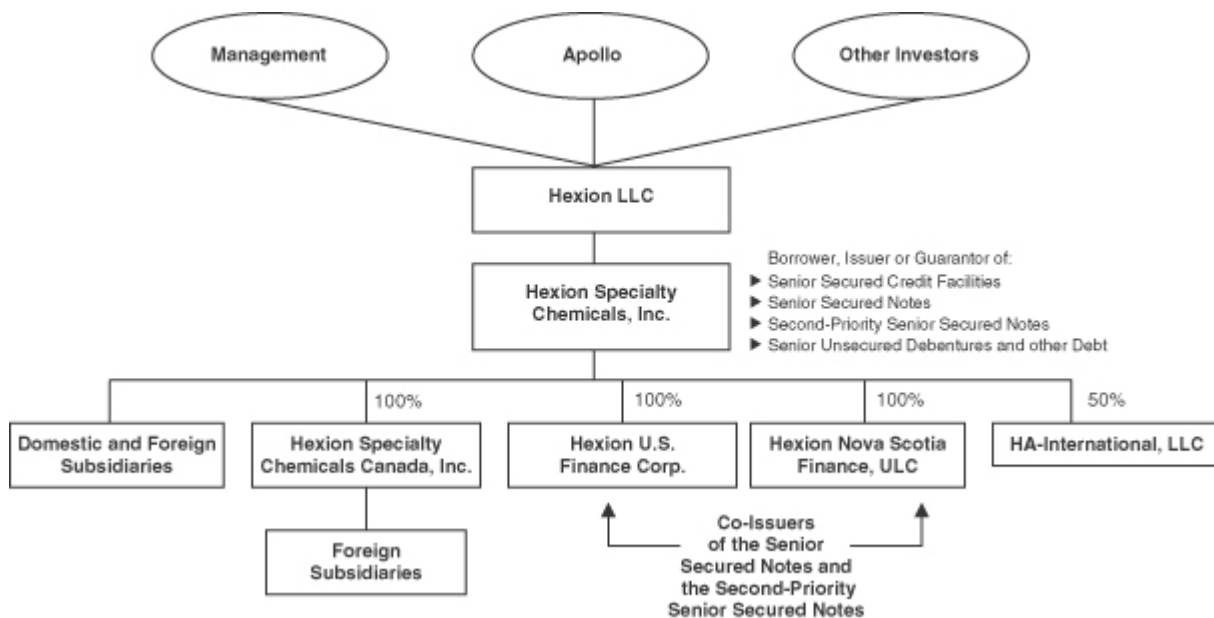 Management
Apollo
Other Investors
Hexion LLC
Hexion Specialty
Chemicals, Inc.
Borrower, Issuer or Guarantor of:
▶ Senior Secured Credit Facilities
▶ Senior Secured Notes
▶ Second-Priority Senior Secured Notes
▶ Senior Unsecured Debentures and other Debt
100%
100%
100%
50%
Domestic and Foreign
Subsidiaries
Hexion Specialty
Chemicals Canada, Inc.
Hexion U.S.
Finance Corp.
Hexion Nova Scotia
Finance, ULC
HA-International, LLC
Foreign
Subsidiaries
Co-Issuers
of the Senior
Secured Notes and
the Second-Priority
Senior Secured Notes